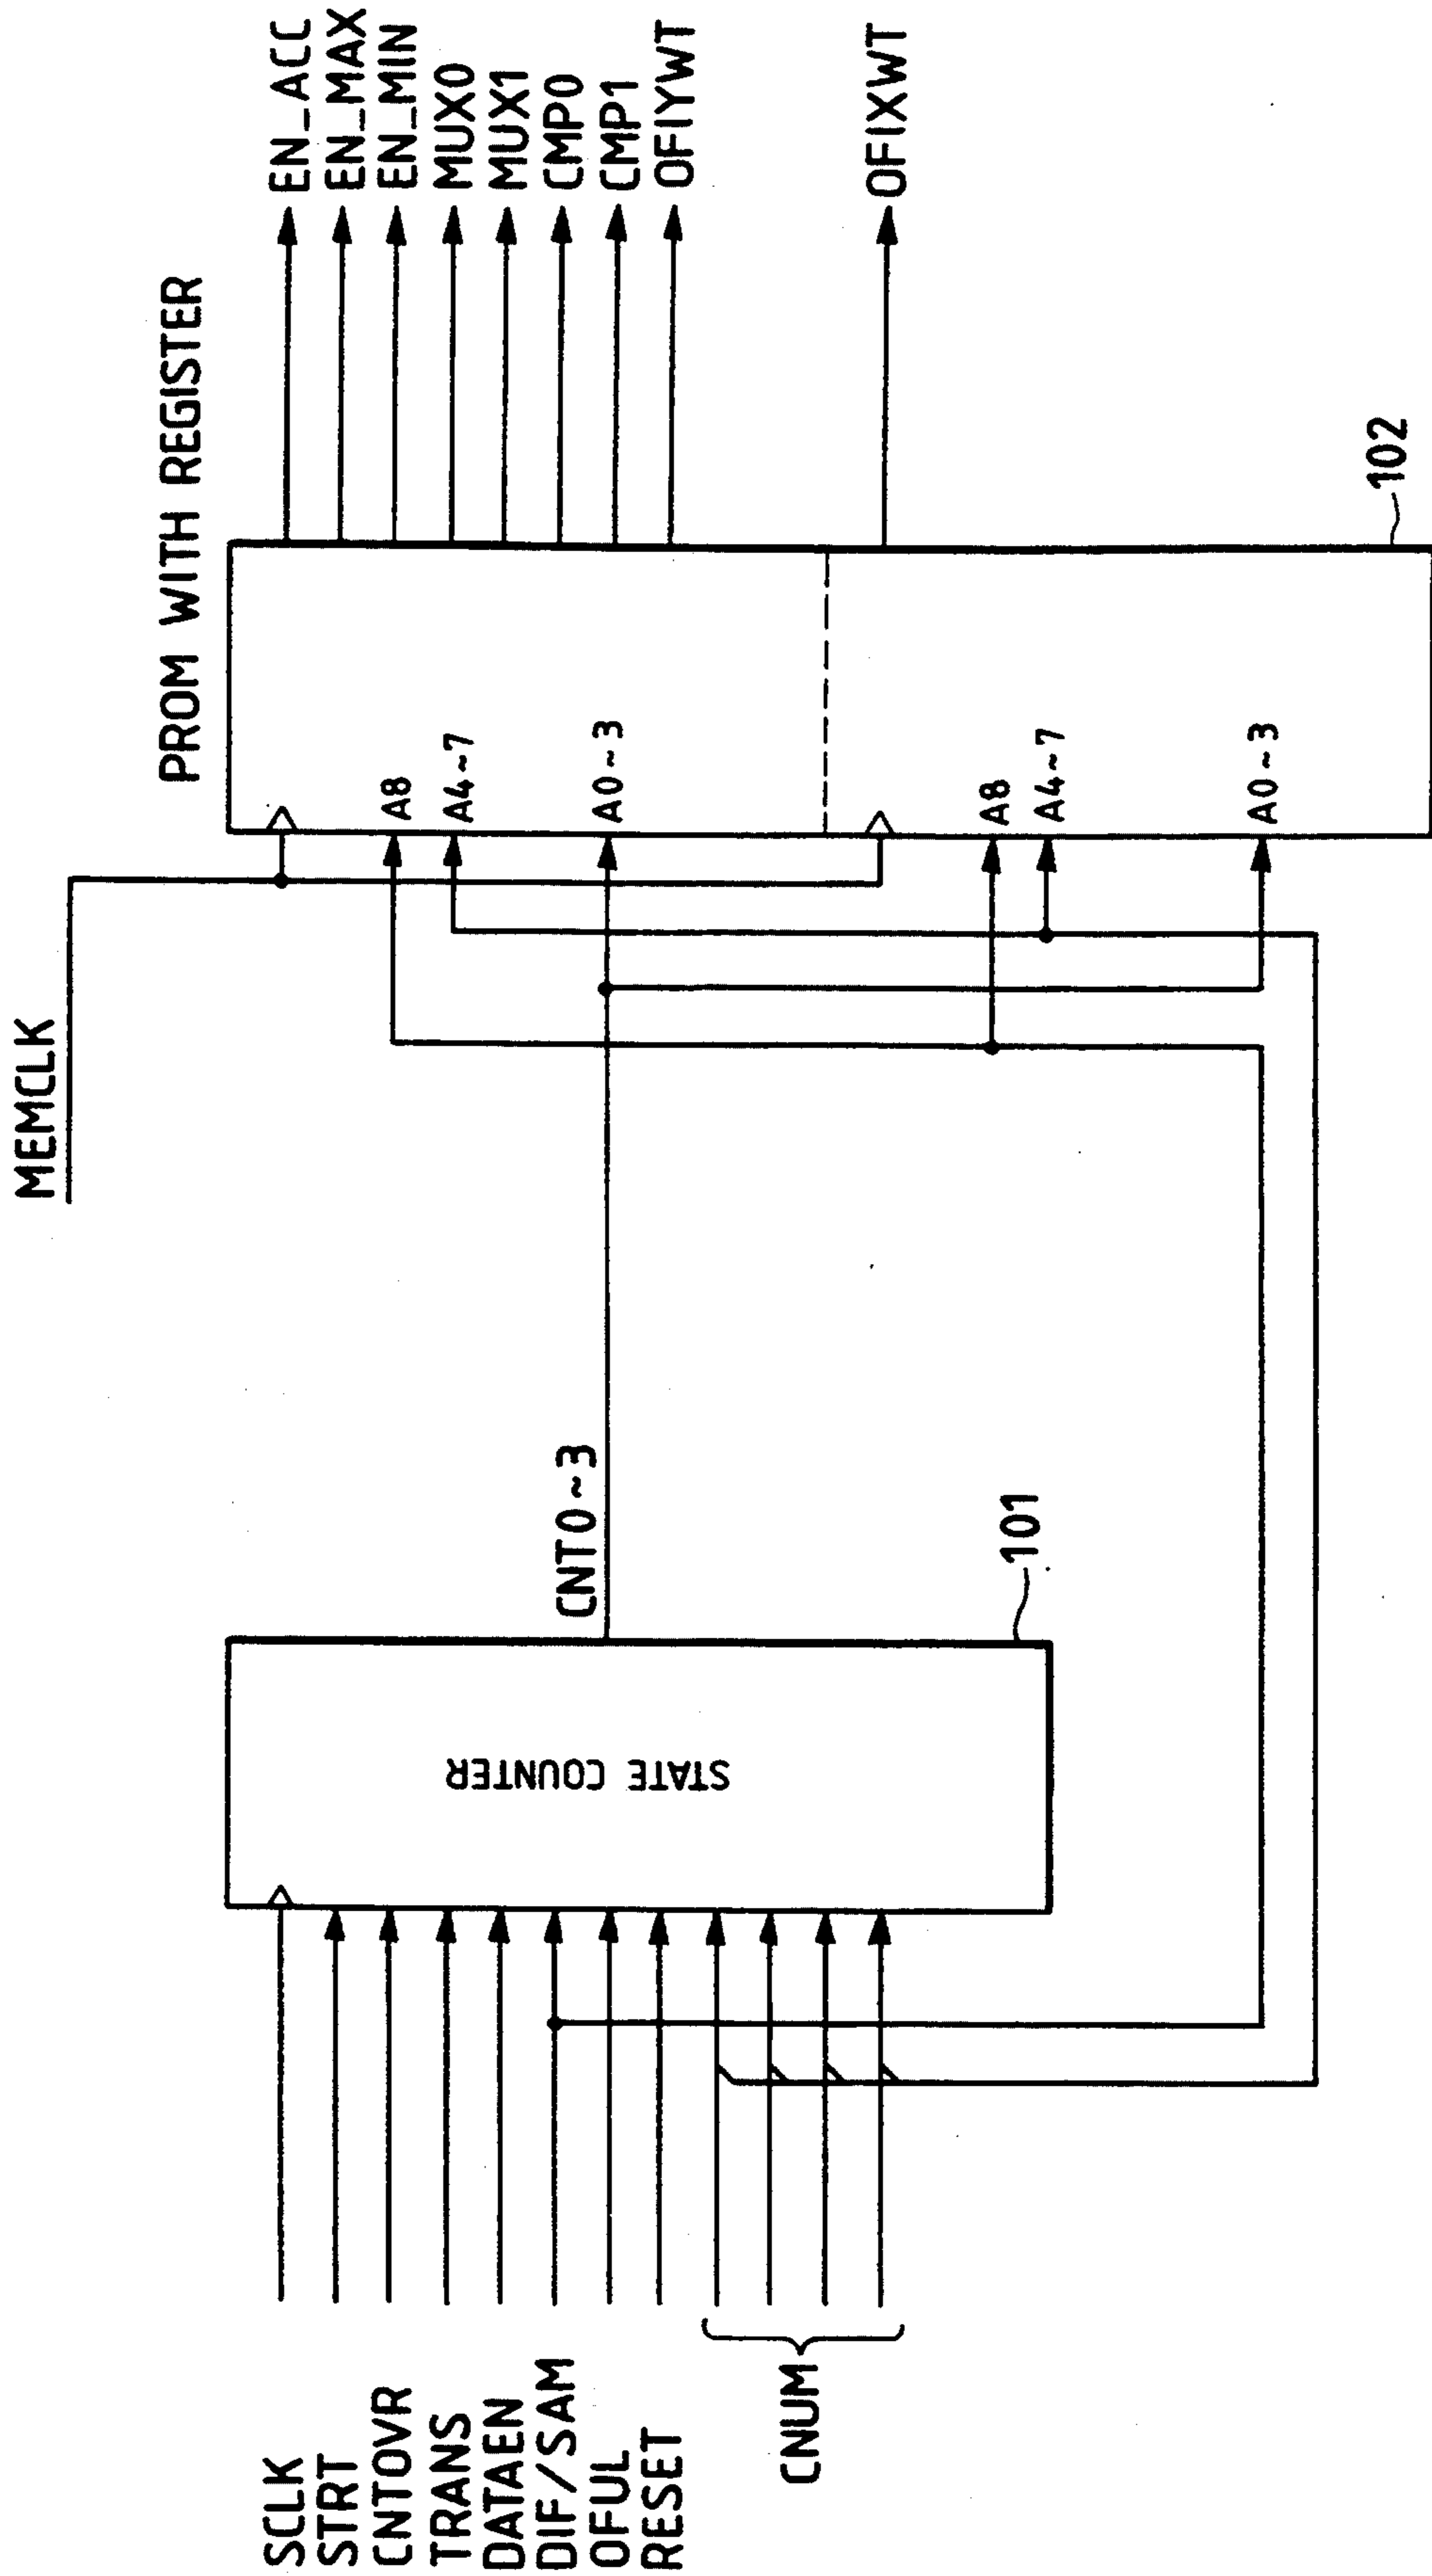 MEMCLK
PROM WITH REGISTER
SCLK
STRT
CNTOVR
TRANS
DATAEN
DIF/SAM
OFUL
RESET
CNUM
STATE COUNTER
101
CNT0~3
A8
A4~7
A0~3
A8
A4~7
A0~3
102
EN_ACC
EN_MAX
EN_MIN
MUX0
MUX1
CMP0
CMP1
OFIYWT
OFIXWT